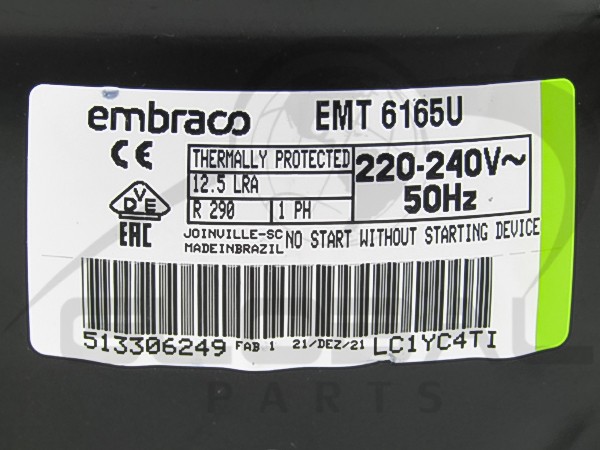 embraco EMT 6165U
CE
THERMALLY PROTECTED
12.5 LRA
R 290 1 PH
220-240V~
50Hz
VDE
EAC
JOINVILLE-SC
MADEINBRAZIL
NO START WITHOUT STARTING DEVICE
513306249 FAB 1 21/DEZ/21 LC1YC4TI
GLOBAL
PARTS